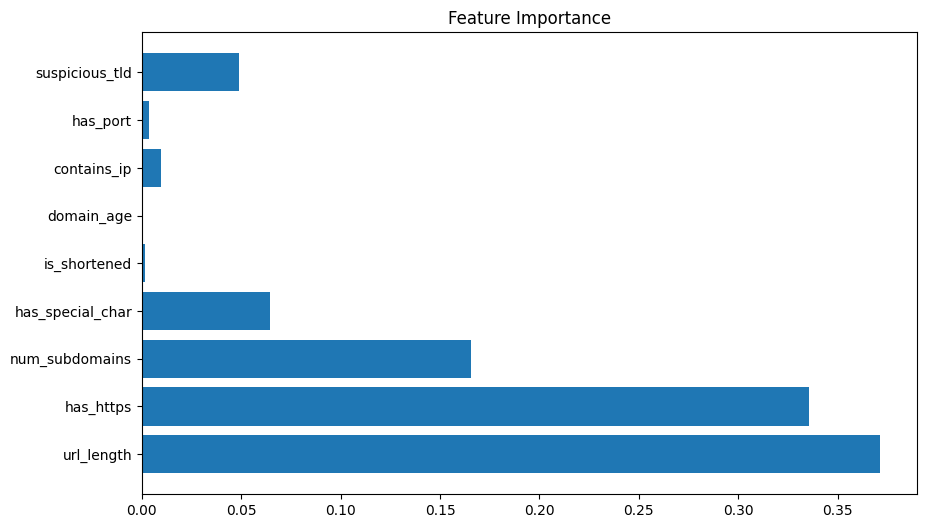 Feature Importance
suspicious_tld
has_port
contains_ip
domain_age
is_shortened
has_special_char
num_subdomains
has_https
url_length
0.00 0.05 0.10 0.15 0.20 0.25 0.30 0.35